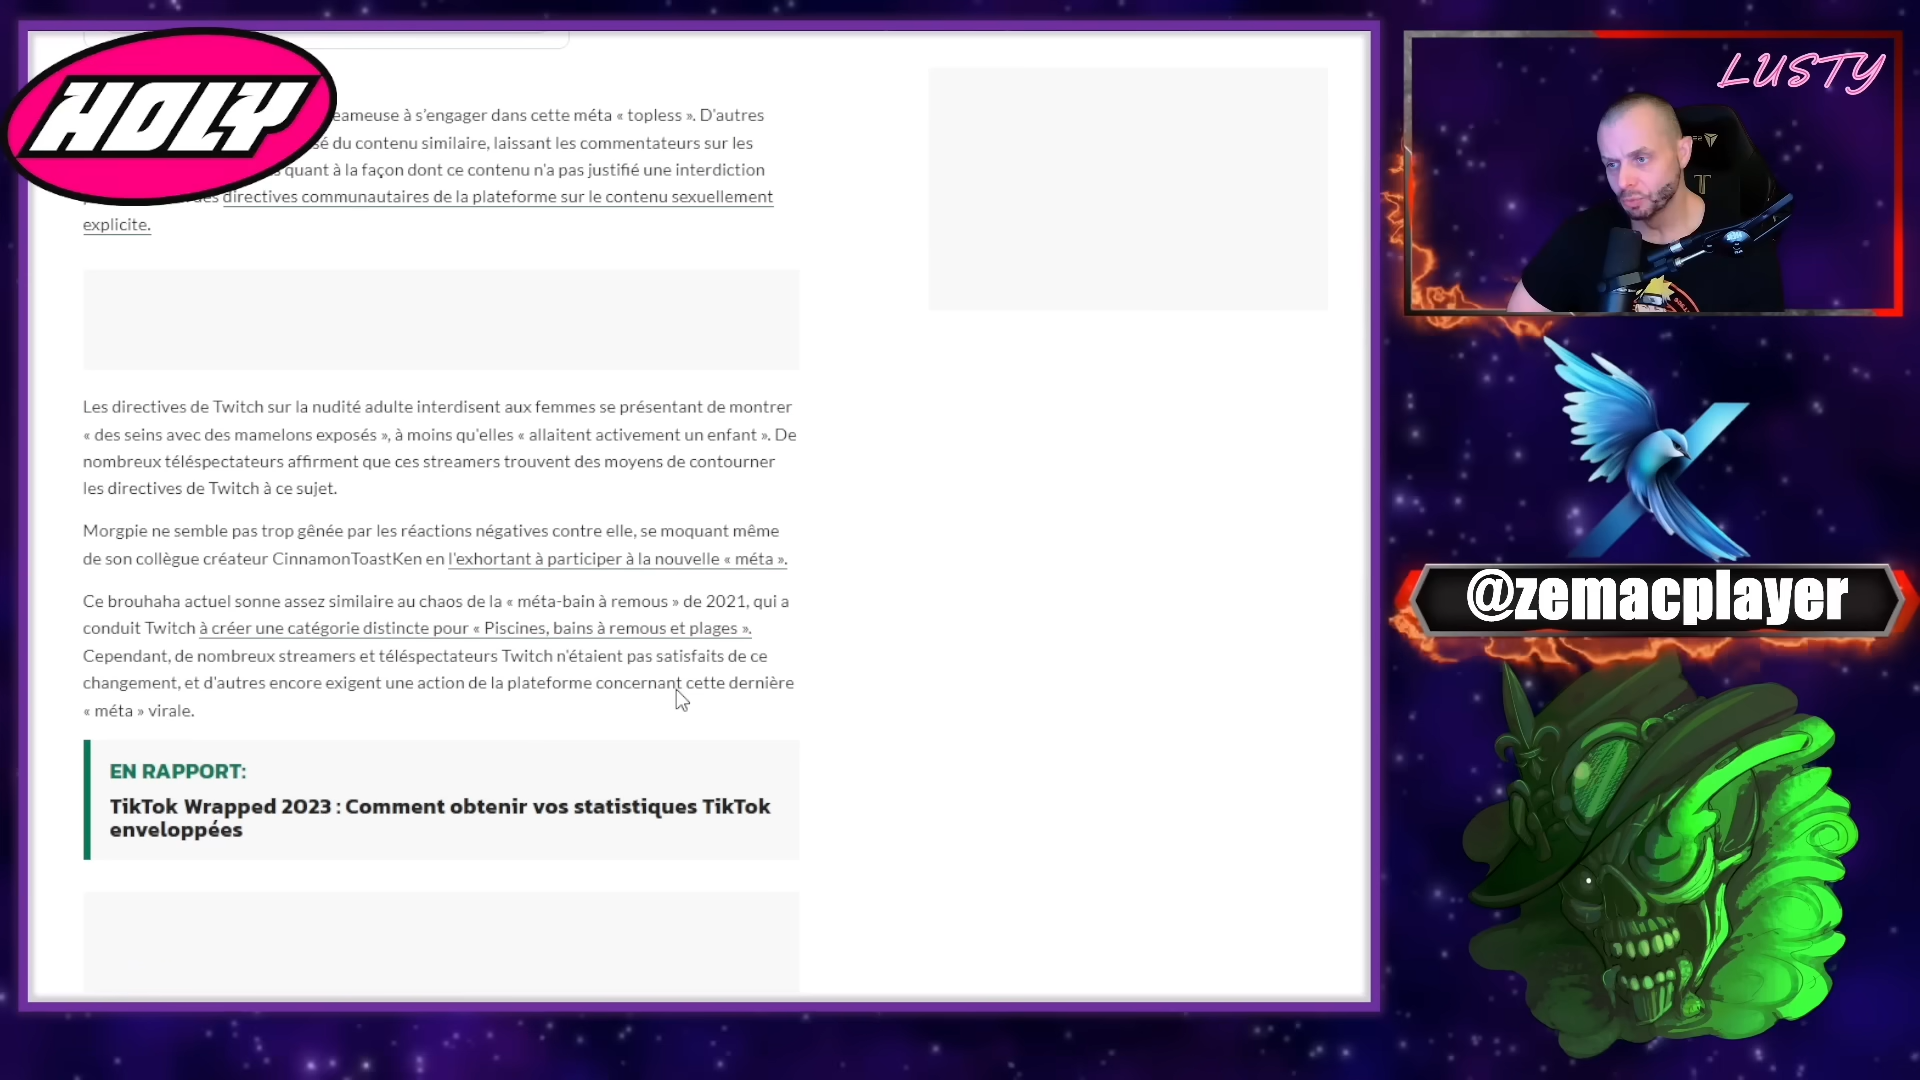 HOLY
eameuse à s'engager dans cette méta « topless ». D'autres
sé du contenu similaire, laissant les commentateurs sur les
quant à la façon dont ce contenu n'a pas justifié une interdiction
directives communautaires de la plateforme sur le contenu sexuellement
explicite.
Les directives de Twitch sur la nudité adulte interdisent aux femmes se présentant de montrer
« des seins avec des mamelons exposés », à moins qu'elles « allaitent activement un enfant ». De
nombreux téléspectateurs affirment que ces streamers trouvent des moyens de contourner
les directives de Twitch à ce sujet.
Morgpie ne semble pas trop gênée par les réactions négatives contre elle, se moquant même
de son collègue créateur CinnamonToastKen en l'exhortant à participer à la nouvelle « méta ».
Ce brouhaha actuel sonne assez similaire au chaos de la « méta-bain à remous » de 2021, qui a
conduit Twitch à créer une catégorie distincte pour « Piscines, bains à remous et plages ».
Cependant, de nombreux streamers et téléspectateurs Twitch n'étaient pas satisfaits de ce
changement, et d'autres encore exigent une action de la plateforme concernant cette dernière
« méta » virale.
EN RAPPORT:
TikTok Wrapped 2023 : Comment obtenir vos statistiques TikTok
enveloppées
LUSTY
@zemacplayer